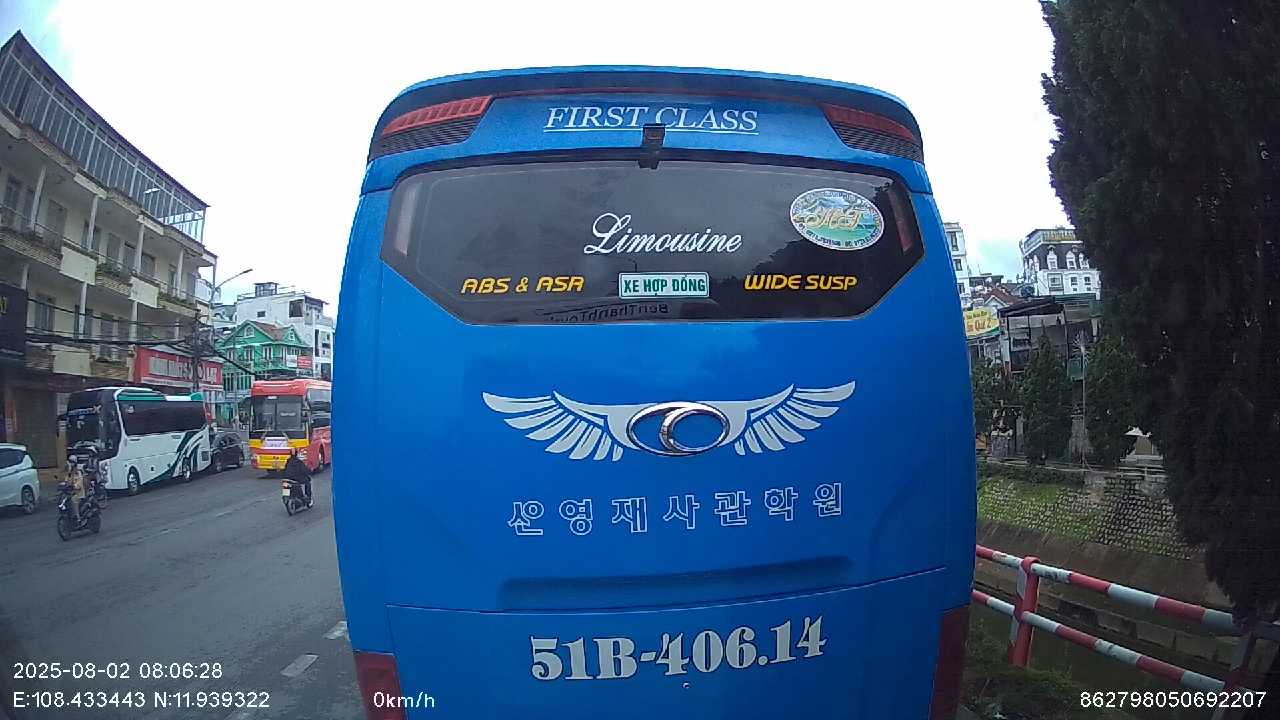 FIRST CLASS
Limousine
ABS & ASR
XE HỢP ĐỒNG
WIDE SUSP
선영재사관학원
51B-406.14
2025-08-02 08:06:28
E:108.433443 N:11.939322
0km/h
862798050692207